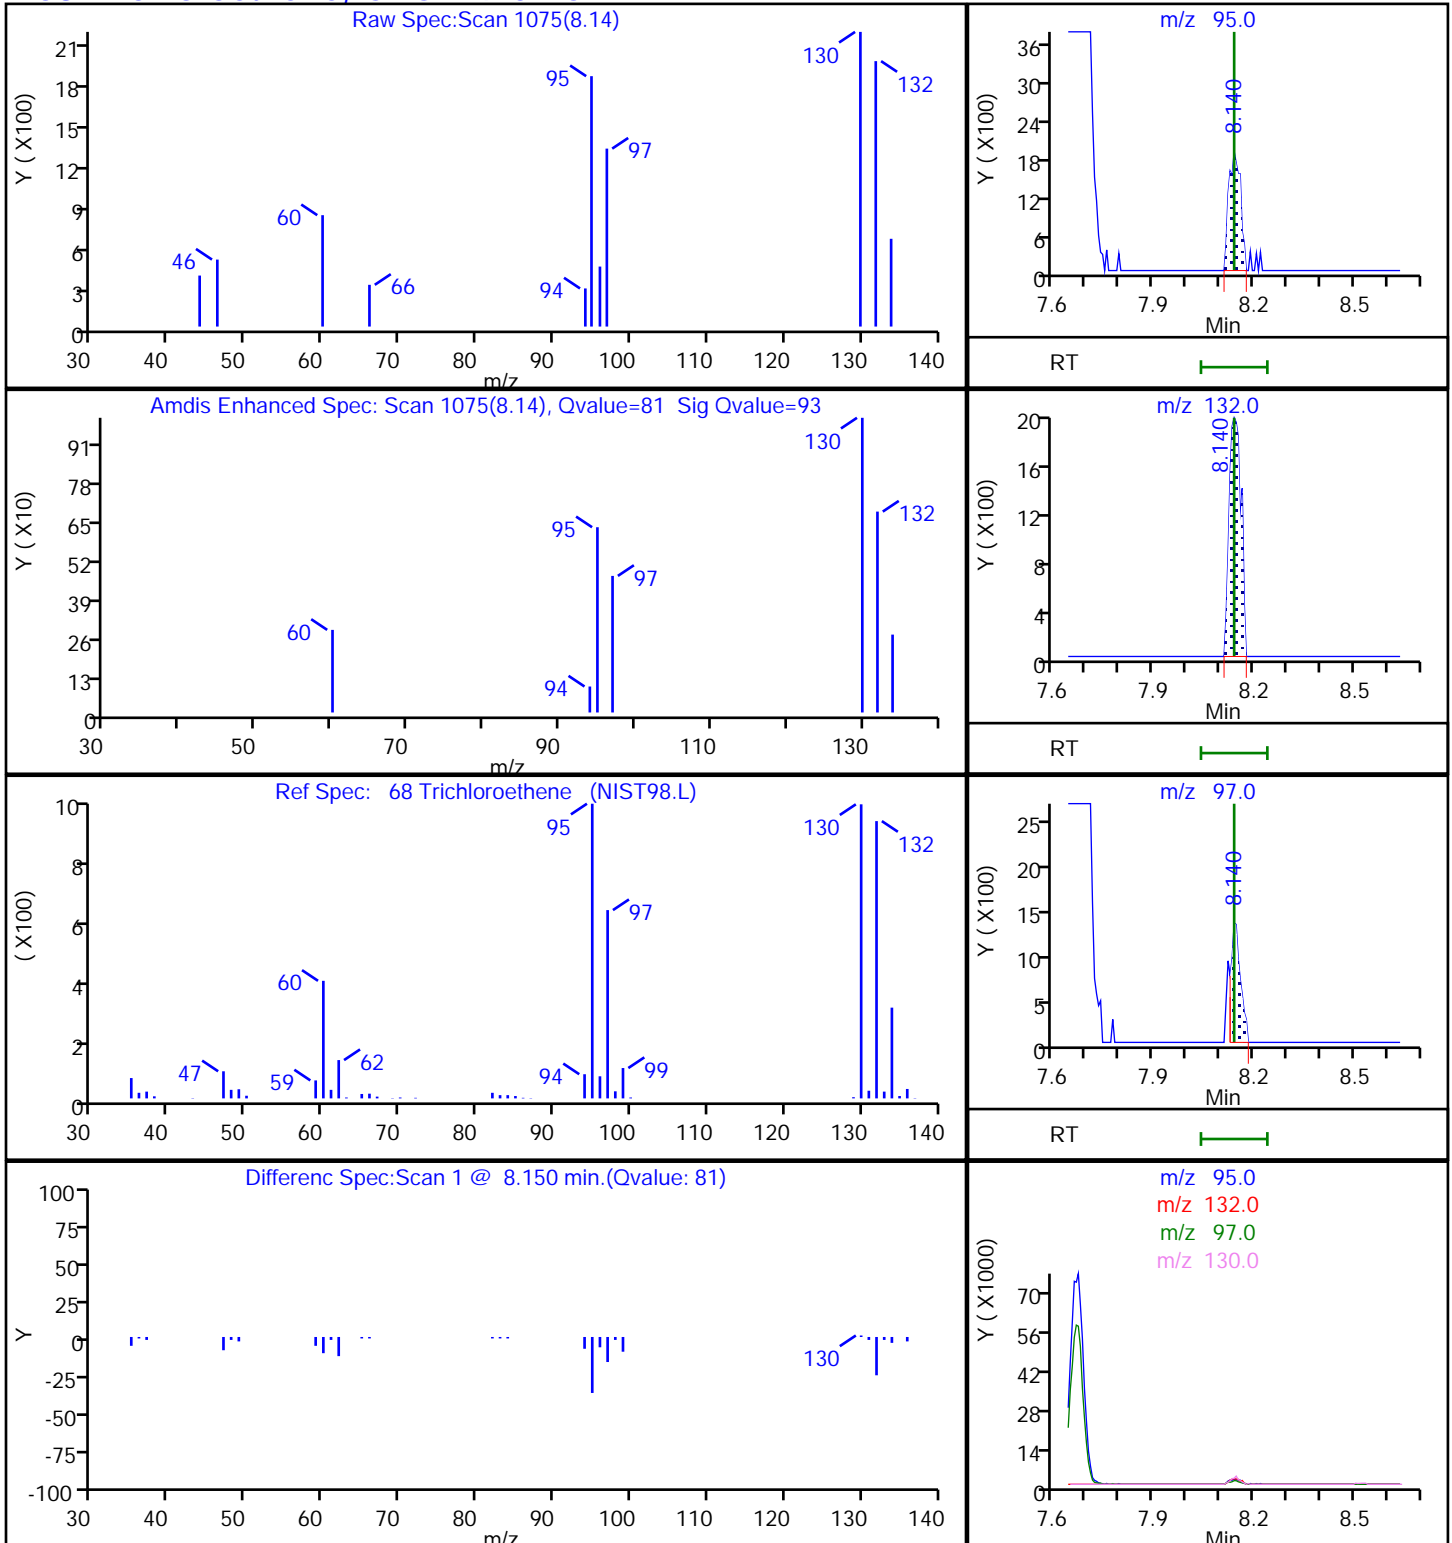 Raw Spec:Scan 1075(8.14)
Y ( X100)
21
18
15
12
9
6
3
0
46
60
66
94
95
97
130
132
30 40 50 60 70 80 90 100 110 120 130 140
m/z
m/z 95.0
Y ( X100)
36
30
24
18
12
6
0
8.140
7.6 7.9 8.2 8.5
Min
RT
Amdis Enhanced Spec: Scan 1075(8.14), Qvalue=81 Sig Qvalue=93
Y ( X10)
91
78
65
52
39
26
13
0
60
94
95
97
130
132
30 50 70 90 110 130
m/z
m/z 132.0
Y ( X100)
20
16
12
8
4
0
8.140
7.6 7.9 8.2 8.5
Min
RT
Ref Spec: 68 Trichloroethene (NIST98.L)
( X100)
10
8
6
4
2
0
47
59
60
62
94
95
97
99
130
132
30 40 50 60 70 80 90 100 110 120 130 140
m/z
m/z 97.0
Y ( X100)
25
20
15
10
5
0
8.140
7.6 7.9 8.2 8.5
Min
RT
Differenc Spec:Scan 1 @ 8.150 min.(Qvalue: 81)
Y
100
75
50
25
0
-25
-50
-75
-100
130
30 40 50 60 70 80 90 100 110 120 130 140
m/z
m/z 95.0
m/z 132.0
m/z 97.0
m/z 130.0
Y ( X1000)
70
56
42
28
14
0
7.6 7.9 8.2 8.5
Min